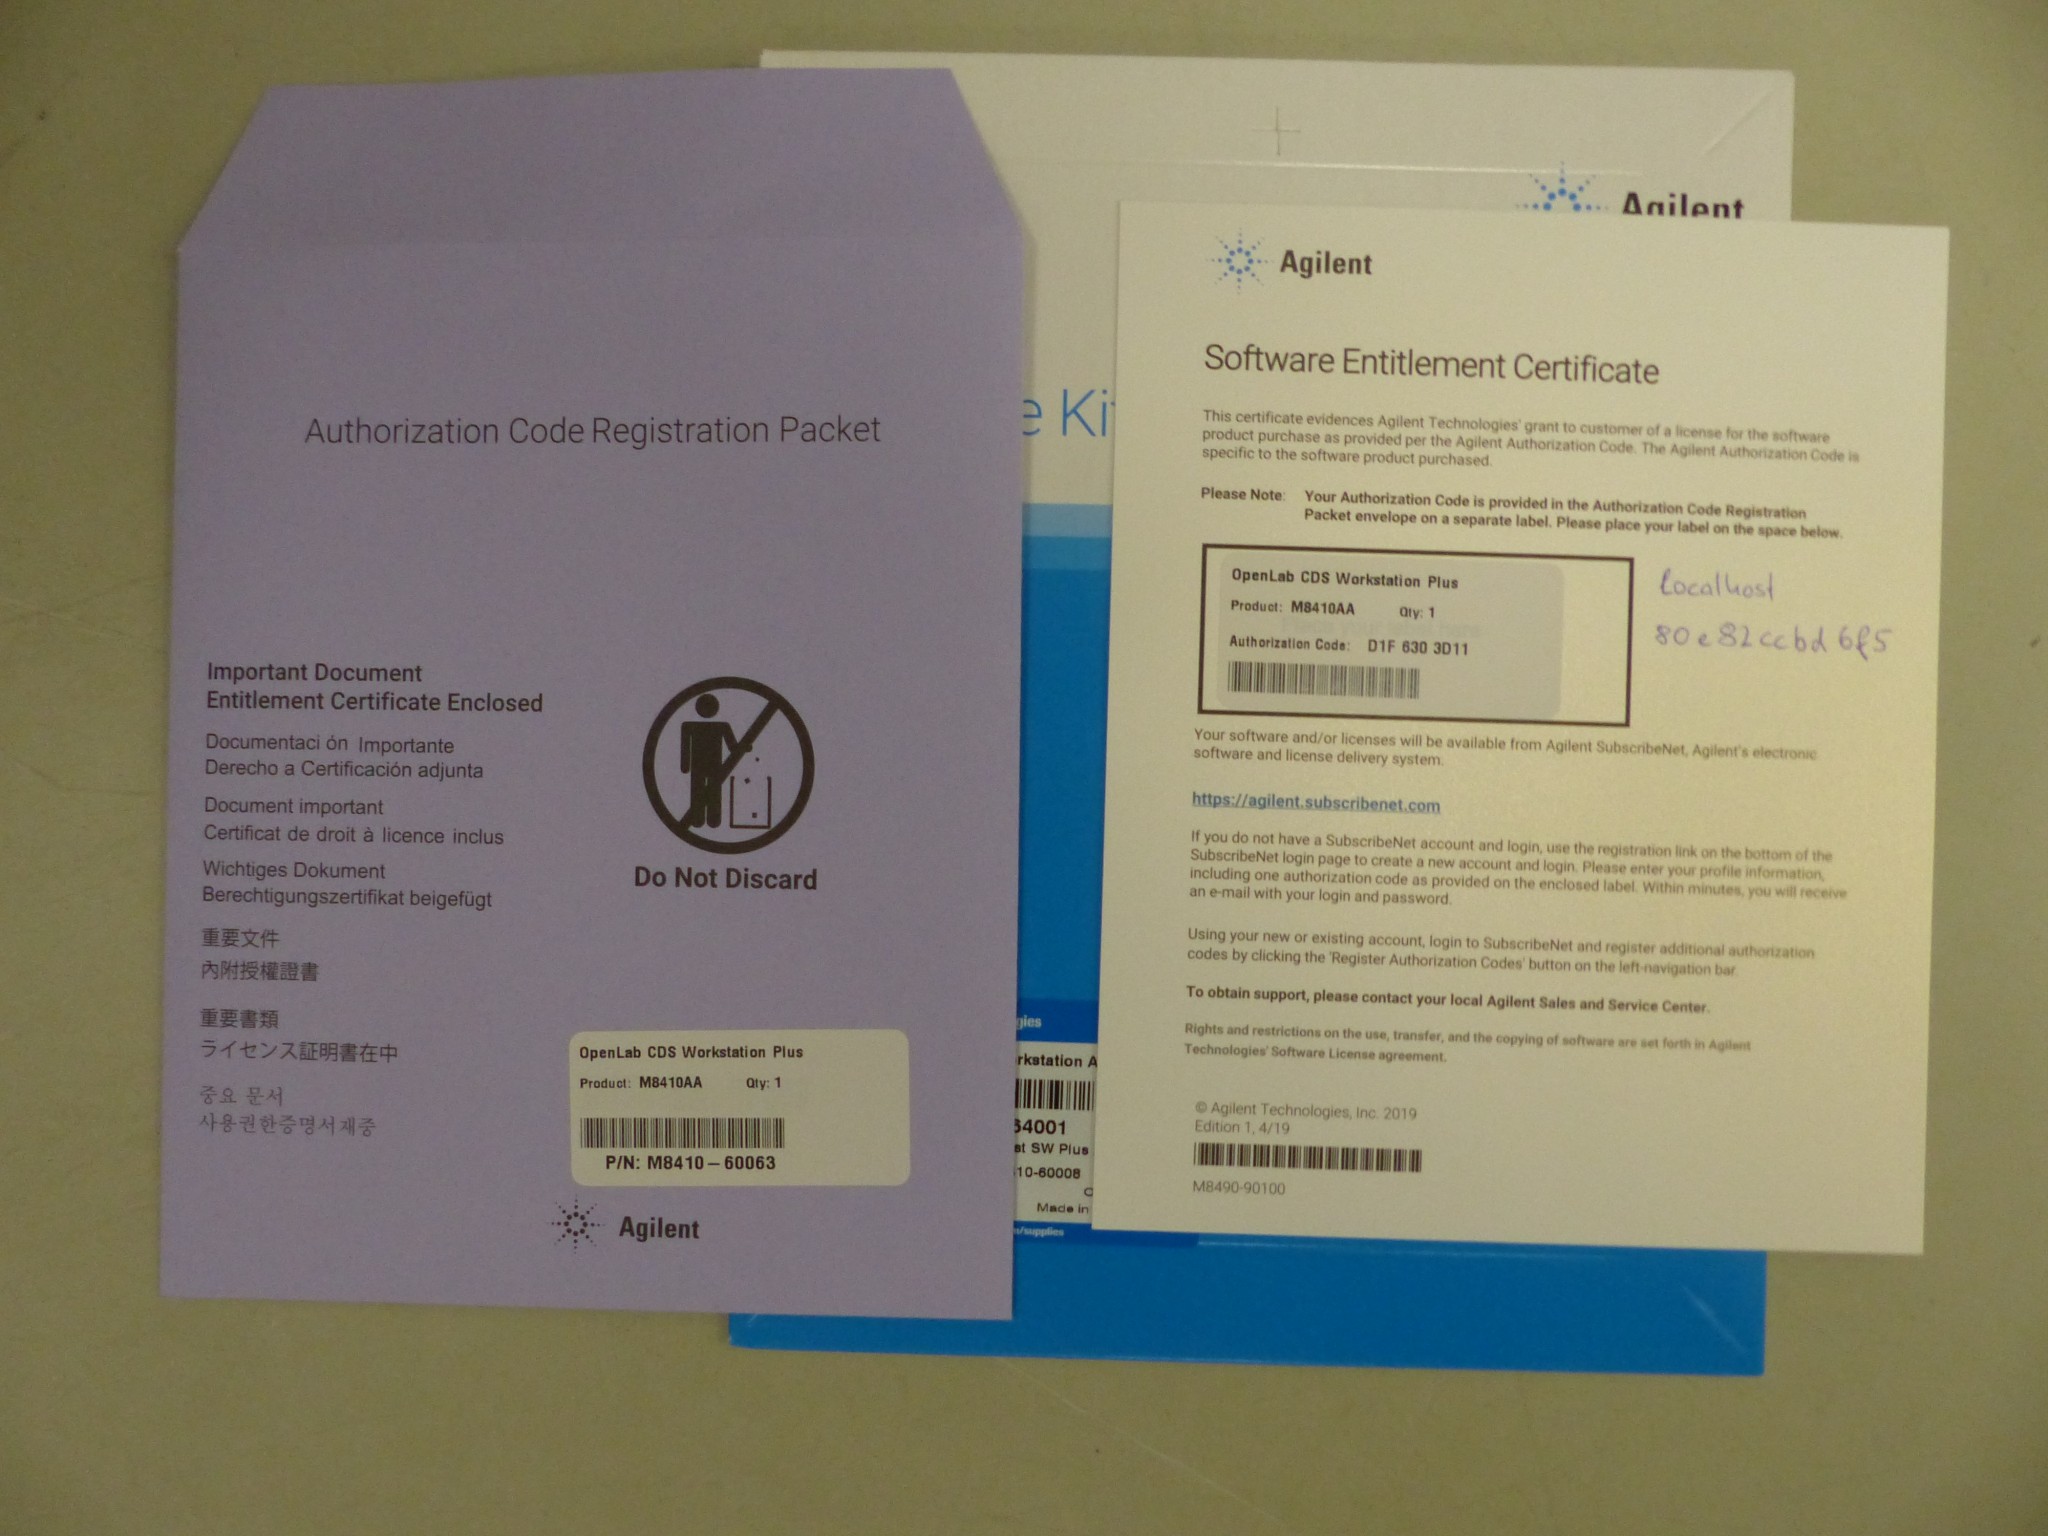 Authorization Code Registration Packet
Important Document
Entitlement Certificate Enclosed
Documentaci ón Importante
Derecho a Certificación adjunta
Document important
Certificat de droit à licence inclus
Wichtiges Dokument
Berechtigungszertifikat beigefügt
重要文件
內附授權證書
重要書類
ライセンス証明書在中
중요 문서
사용권한증명서재중
Do Not Discard
OpenLab CDS Workstation Plus
Product: M8410AA Qty: 1
P/N: M8410-60063
Agilent
Agilent
e Ki
gies
rkstation A
64001
at SW Plus
10-60008
Made in
s/supplies
Agilent
Software Entitlement Certificate
This certificate evidences Agilent Technologies' grant to customer of a license for the software
product purchase as provided per the Agilent Authorization Code. The Agilent Authorization Code is
specific to the software product purchased.
Please Note: Your Authorization Code is provided in the Authorization Code Registration
Packet envelope on a separate label. Please place your label on the space below.
OpenLab CDS Workstation Plus
Product: M8410AA Qty: 1
Authorization Code: D1F 630 3D11
localhost
80e82ccbd6f5
Your software and/or licenses will be available from Agilent SubscribeNet, Agilent's electronic
software and license delivery system.
https://agilent.subscribenet.com
If you do not have a SubscribeNet account and login, use the registration link on the bottom of the
SubscribeNet login page to create a new account and login. Please enter your profile information,
including one authorization code as provided on the enclosed label. Within minutes, you will receive
an e-mail with your login and password.
Using your new or existing account, login to SubscribeNet and register additional authorization
codes by clicking the 'Register Authorization Codes' button on the left-navigation bar.
To obtain support, please contact your local Agilent Sales and Service Center.
Rights and restrictions on the use, transfer, and the copying of software are set forth in Agilent
Technologies' Software License agreement.
© Agilent Technologies, Inc. 2019
Edition 1, 4/19
M8490-90100